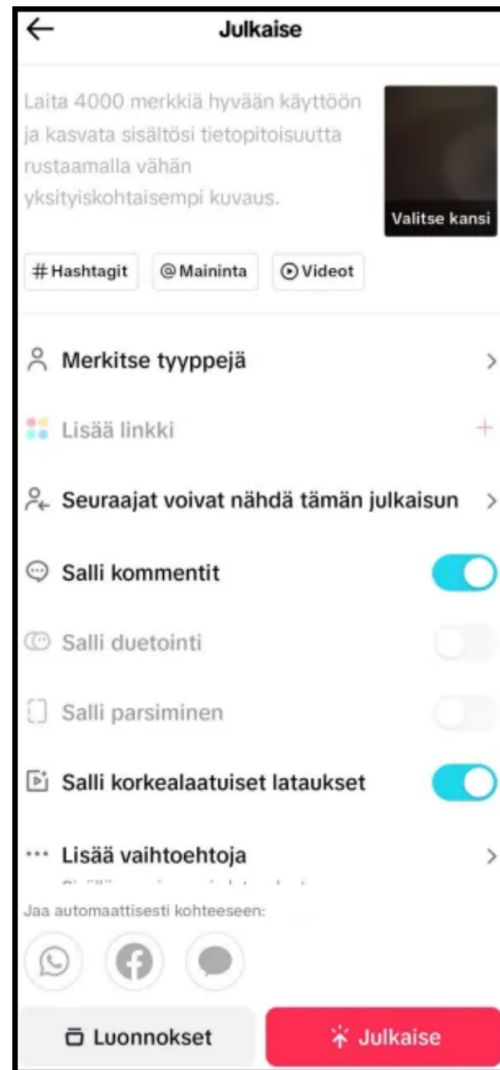 Julkaise
Laita 4000 merkkiä hyvään käyttöön
ja kasvata sisältösi tietopitoisuutta
rustaamalla vähän
yksityiskohtaisempi kuvaus.
Valitse kansi
# Hashtagit @ Maininta Videot
Merkitse tyyppejä
Lisää linkki
Seuraajat voivat nähdä tämän julkaisun
Salli kommentit
Salli duetointi
Salli parsiminen
Salli korkealaatuiset lataukset
Lisää vaihtoehtoja
Jaa automaattisesti kohteeseen:
Luonnokset
Julkaise